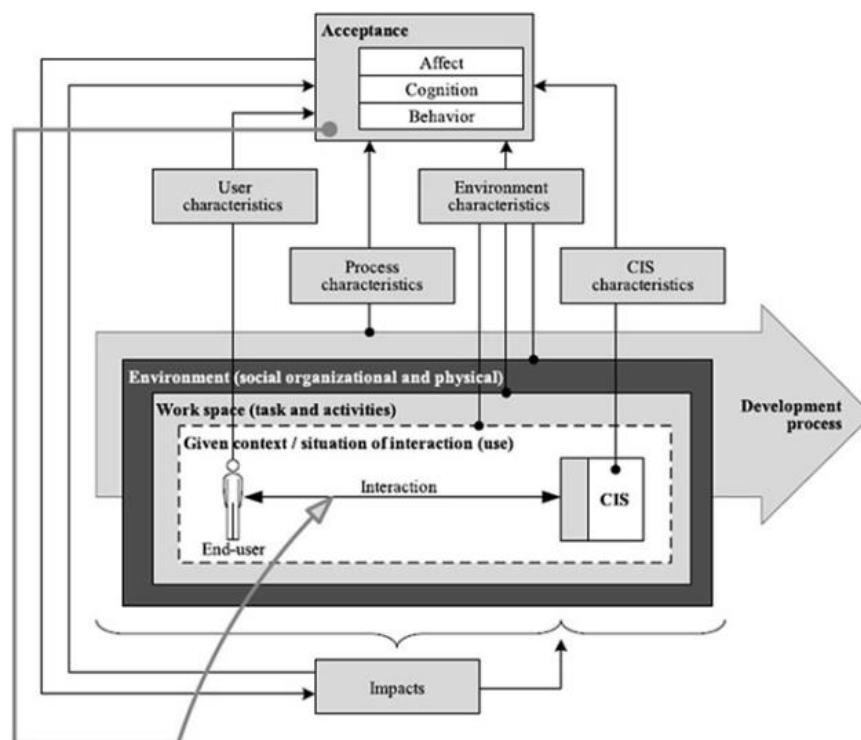 Acceptance
Affect
Cognition
Behavior
User
characteristics
Environment
characteristics
Process
characteristics
CIS
characteristics
Environment (social organizational and physical)
Work space (task and activities)
Development
process
Given context / situation of interaction (use)
Interaction
CIS
End-user
Impacts